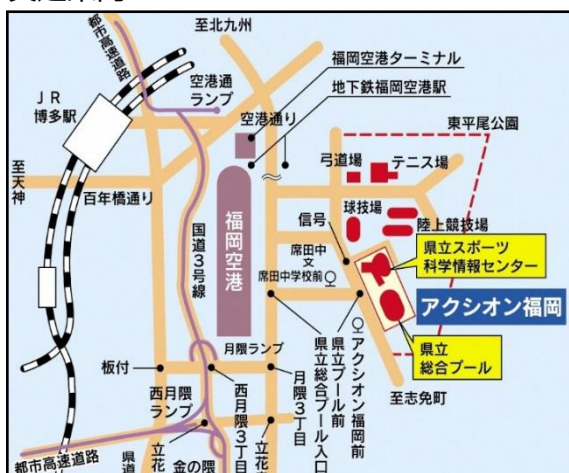 都市高速道路
至北九州
福岡空港ターミナル
地下鉄福岡空港駅
空港通
ランプ
空港通り
東平尾公園
JR
博多駅
弓道場
テニス場
至天神
百年橋通り
国道3号線
福岡空港
信号
球技場
陸上競技場
席田中
文
席田中学校前
県立スポーツ
科学情報センター
アクシオン福岡
県立
総合プール
月隈ランプ
板付
西月隈
ランプ
西月隈3丁目
月隈3丁目
県立総合プール入口
県立プール前
アクシオン福岡前
至志免町
都市高速道路
県道
立花
金の隈
立花